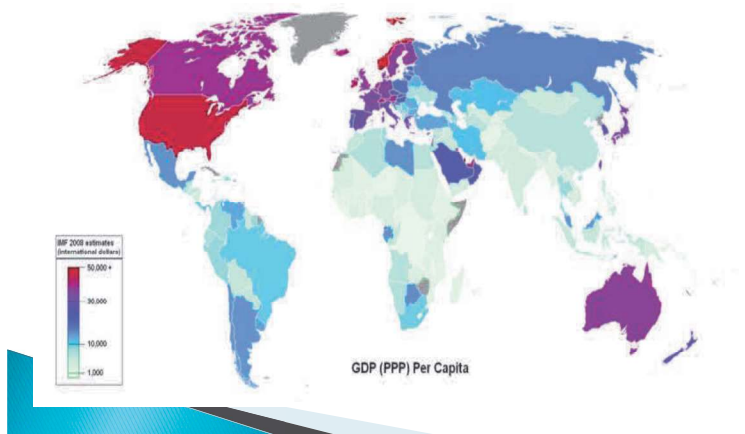 IMF 2008 estimates
(international dollars)
50,000 +
30,000
10,000
1,000
GDP (PPP) Per Capita